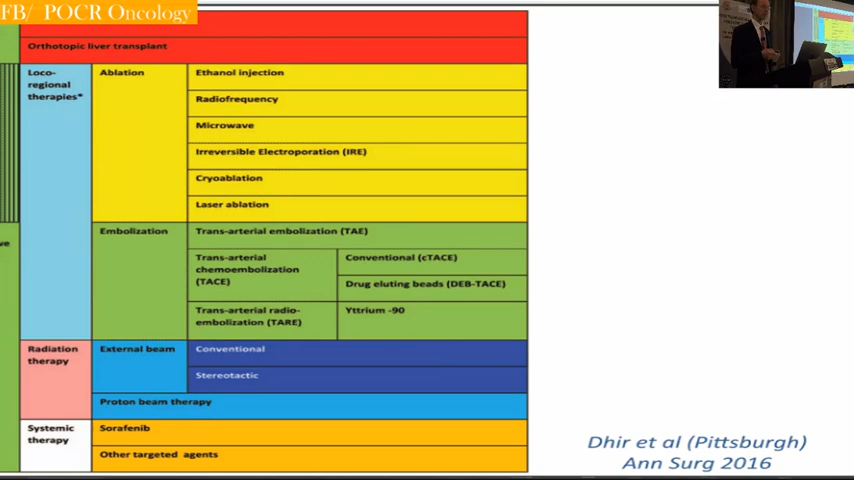 FB/ POCR Oncology
Orthotopic liver transplant
Loco-
regional
therapies*
Ablation
Ethanol injection
Radiofrequency
Microwave
Irreversible Electroporation (IRE)
Cryoablation
Laser ablation
Embolization
Trans-arterial embolization (TAE)
Trans-arterial
chemoembolization
(TACE)
Conventional (cTACE)
Drug eluting beads (DEB-TACE)
Trans-arterial radio-
embolization (TARE)
Yttrium -90
Radiation
therapy
External beam
Conventional
Stereotactic
Proton beam therapy
Systemic
therapy
Sorafenib
Other targeted agents
Dhir et al (Pittsburgh)
Ann Surg 2016